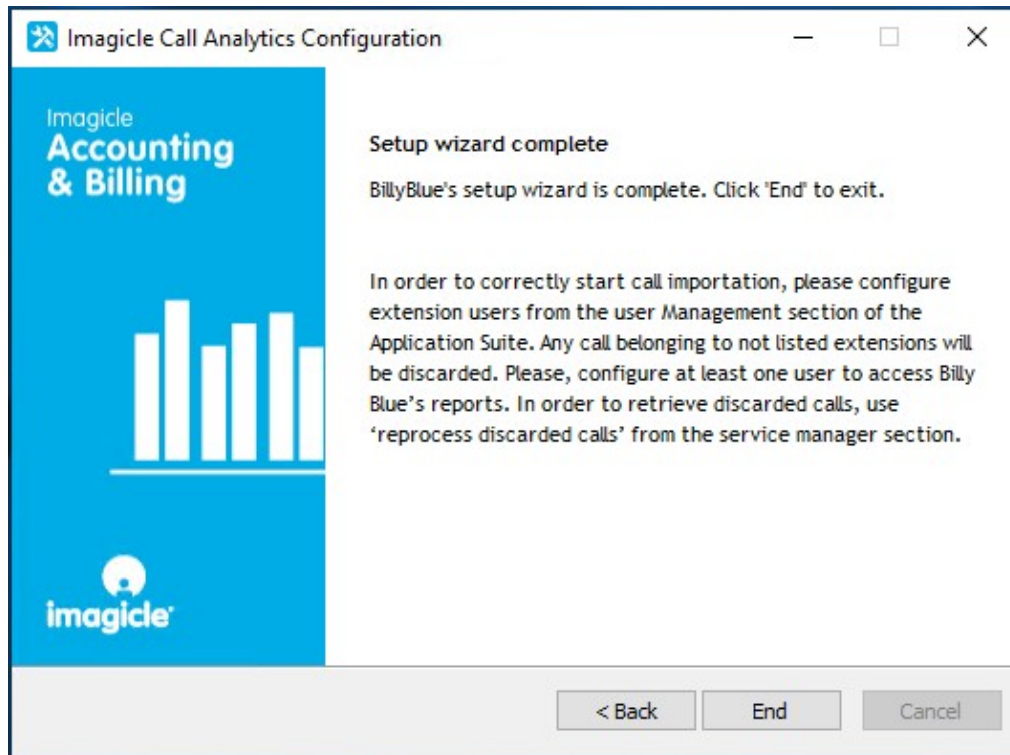 Imagicle Call Analytics Configuration
Imagicle
Accounting
& Billing
Setup wizard complete
BillyBlue's setup wizard is complete. Click 'End' to exit.
In order to correctly start call importation, please configure
extension users from the user Management section of the
Application Suite. Any call belonging to not listed extensions will
be discarded. Please, configure at least one user to access Billy
Blue’s reports. In order to retrieve discarded calls, use
‘reprocess discarded calls’ from the service manager section.
imagicle
< Back
End
Cancel